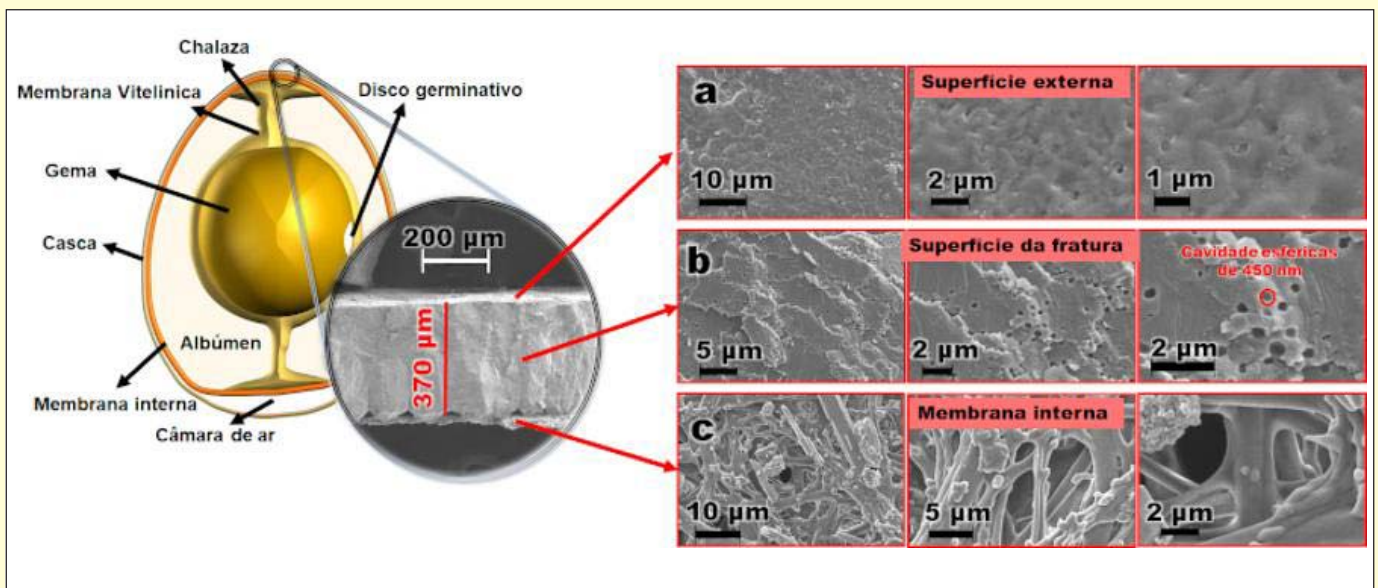 Chalaza
Membrana Vitelinica
Disco germinativo
Gema
Casca
Albúmen
Membrana interna
Câmara de ar
200 µm
370 µm
a
Superfície externa
10 µm
2 µm
1 µm
b
Superfície da fratura
Cavidade esféricas
de 450 nm
5 µm
2 µm
2 µm
c
Membrana interna
10 µm
5 µm
2 µm